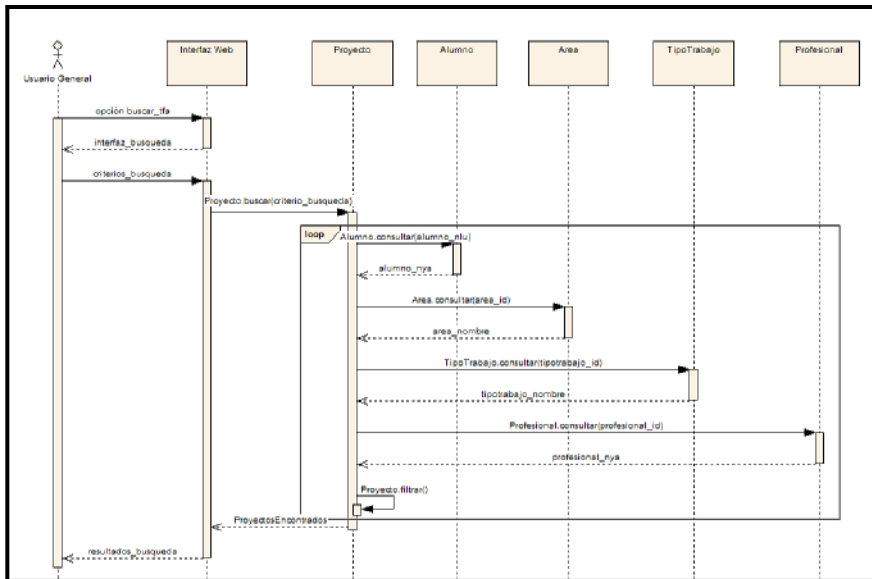 Interfaz Web
Proyecto
Alumno
Area
TipoTrabajo
Profesional
Usuario General
opción buscar_tfa
interfaz_busqueda
criterios_busqueda
Proyecto.buscar(criterio_busqueda)
loop
Alumno.consultar(alumno_nlu)
alumno_nya
Area.consultar(area_id)
area_nombre
TipoTrabajo.consultar(tipotrabajo_id)
tipotrabajo_nombre
Profesional.consultar(profesional_id)
profesional_nya
Proyecto.filtrar()
ProyectosEncontrados
resultados_busqueda